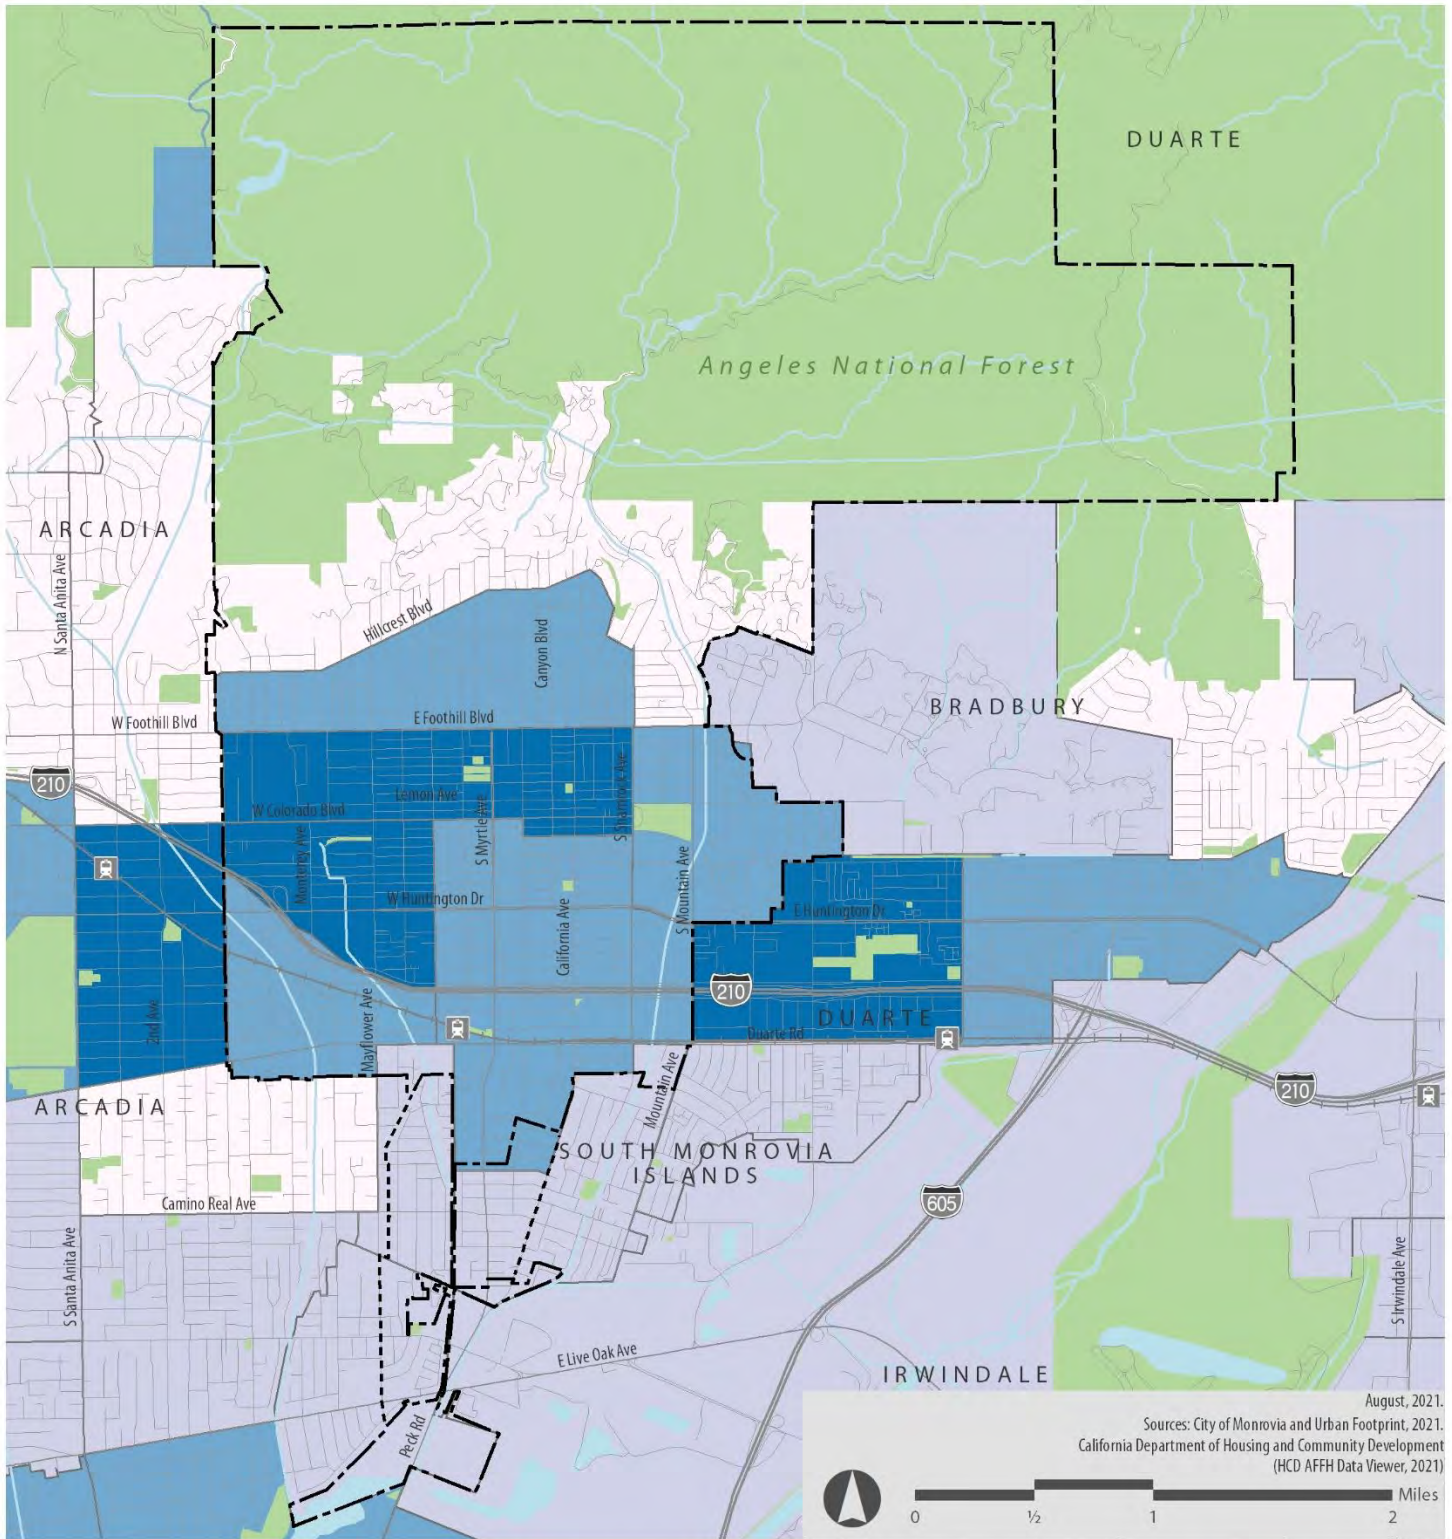 DUARTE
Angeles National Forest
ARCADIA
N Santa Anita Ave
Hillcrest Blvd
Canyon Blvd
BRADBURY
W Foothill Blvd
E Foothill Blvd
210
Lemon Ave
W Colorado Blvd
S Myrtle Ave
S Shamrock Ave
Monterey Ave
S Mountain Ave
W Huntington Dr
E Huntington Dr
California Ave
210
2nd Ave
Mayflower Ave
DUARTE
Duarte Rd
210
ARCADIA
Mountain Ave
SOUTH MONROVIA
ISLANDS
Camino Real Ave
605
S Santa Anita Ave
S Irwindale Ave
E Live Oak Ave
IRWINDALE
Peck Rd
August, 2021.
Sources: City of Monrovia and Urban Footprint, 2021.
California Department of Housing and Community Development
(HCD AFFH Data Viewer, 2021)
Miles
0 ½ 1 2